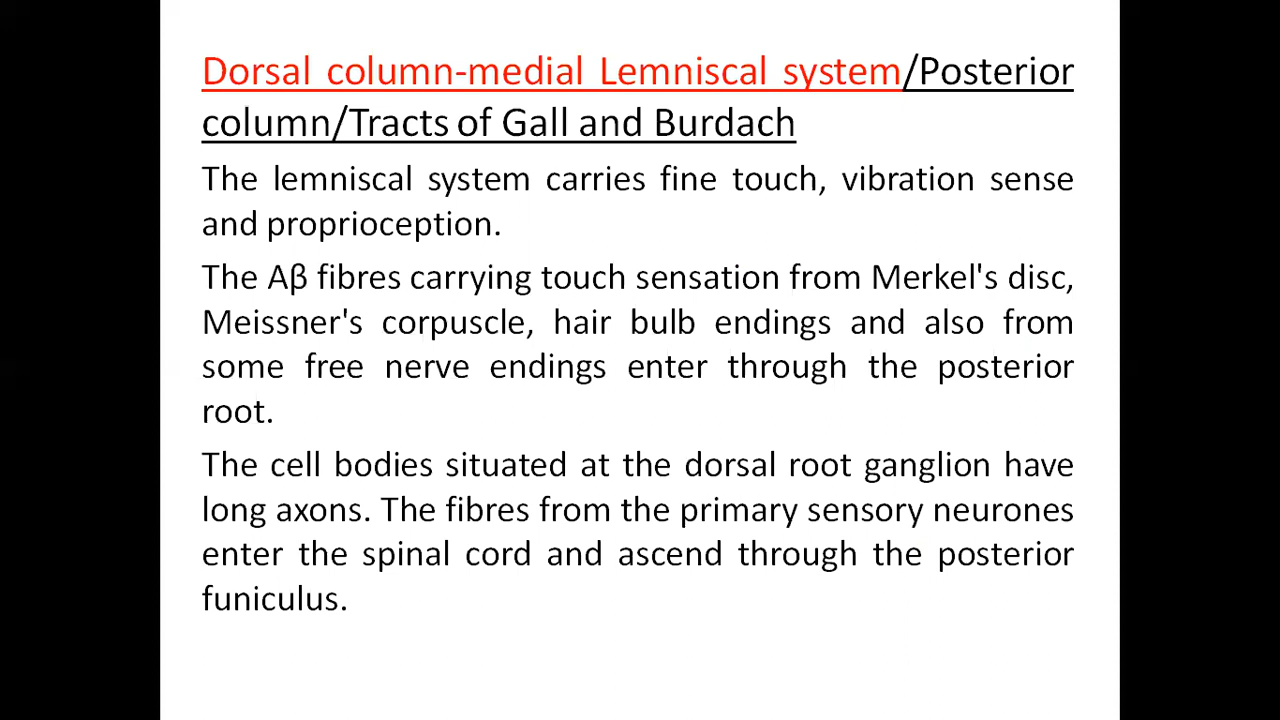 Dorsal column-medial Lemniscal system/Posterior
column/Tracts of Gall and Burdach
The lemniscal system carries fine touch, vibration sense
and proprioception.
The Aβ fibres carrying touch sensation from Merkel's disc,
Meissner's corpuscle, hair bulb endings and also from
some free nerve endings enter through the posterior
root.
The cell bodies situated at the dorsal root ganglion have
long axons. The fibres from the primary sensory neurones
enter the spinal cord and ascend through the posterior
funiculus.